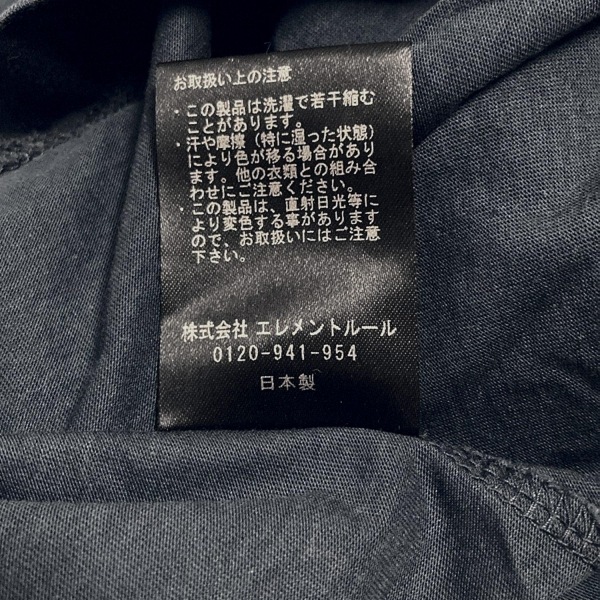 お取扱い上の注意
・この製品は洗濯で若干縮む
ことがあります。
・汗や摩擦（特に湿った状態）
により色が移る場合があり
ます。他の衣類との組み合
わせにご注意ください。
・この製品は、直射日光等に
より変色する事があります
ので、お取扱いにはご注意
下さい。
株式会社 エレメントルール
0120-941-954
日本製